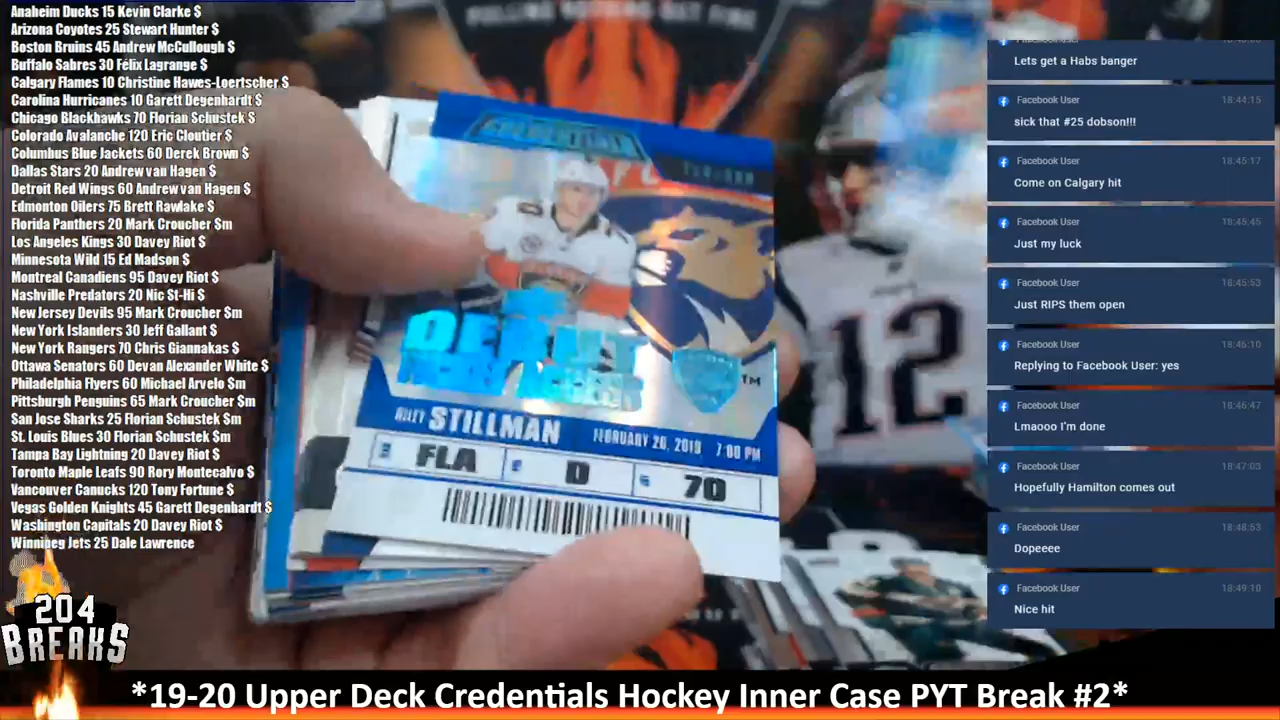 Anaheim Ducks 15 Kevin Clarke $
Arizona Coyotes 25 Stewart Hunter $
Boston Bruins 45 Andrew McCullough $
Buffalo Sabres 30 Félix Lagrange $
Calgary Flames 10 Christine Hawes-Loertscher $
Carolina Hurricanes 10 Garett Degenhardt $
Chicago Blackhawks 70 Florian Schustek $
Colorado Avalanche 120 Eric Cloutier $
Columbus Blue Jackets 60 Derek Brown $
Dallas Stars 20 Andrew van Hagen $
Detroit Red Wings 60 Andrew van Hagen $
Edmonton Oilers 75 Brett Rawlake $
Florida Panthers 20 Mark Croucher $m
Los Angeles Kings 30 Davey Riot $
Minnesota Wild 15 Ed Madson $
Montreal Canadiens 95 Davey Riot $
Nashville Predators 20 Nic St-Hi $
New Jersey Devils 95 Mark Croucher $m
New York Islanders 30 Jeff Gallant $
New York Rangers 70 Chris Giannakas $
Ottawa Senators 60 Devan Alexander White $
Philadelphia Flyers 60 Michael Arvelo $m
Pittsburgh Penguins 65 Mark Croucher $m
San Jose Sharks 25 Florian Schustek $m
St. Louis Blues 30 Florian Schustek $m
Tampa Bay Lightning 20 Davey Riot $
Toronto Maple Leafs 90 Rory Montecalvo $
Vancouver Canucks 120 Tony Fortune $
Vegas Golden Knights 45 Garett Degenhardt $
Washington Capitals 20 Davey Riot $
Winnipeg Jets 25 Dale Lawrence
204
BREAKS
DEBUT
TICKET ACCESS
RILEY STILLMAN
FEBRUARY 20, 2019 7:00 PM
FLA D 70
12
Lets get a Habs banger
Facebook User 18:44:15
sick that #25 dobson!!!
Facebook User 18:45:17
Come on Calgary hit
Facebook User 18:45:45
Just my luck
Facebook User 18:45:53
Just RIPS them open
Facebook User 18:46:10
Replying to Facebook User: yes
Facebook User 18:46:47
Lmaooo I'm done
Facebook User 18:47:03
Hopefully Hamilton comes out
Facebook User 18:48:53
Dopeeee
Facebook User 18:49:10
Nice hit
*19-20 Upper Deck Credentials Hockey Inner Case PYT Break #2*